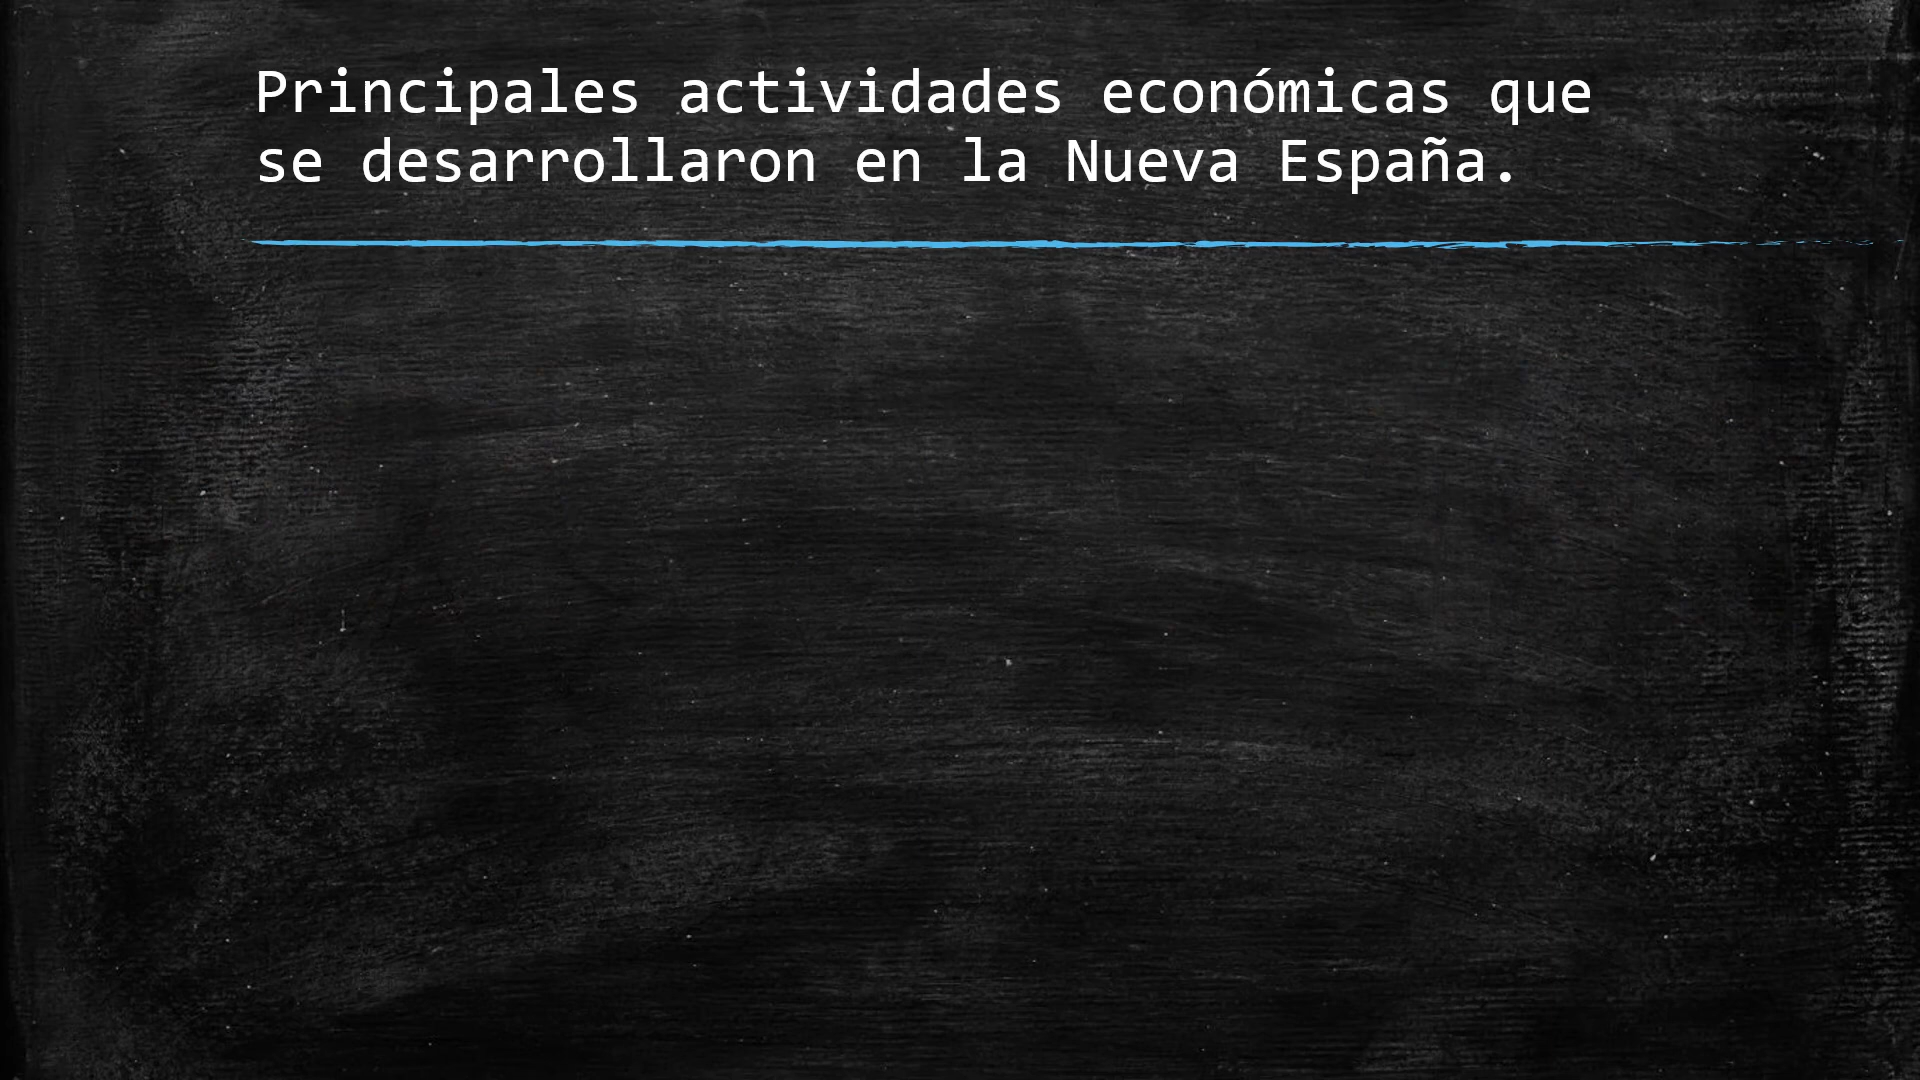 Principales actividades económicas que
se desarrollaron en la Nueva España.